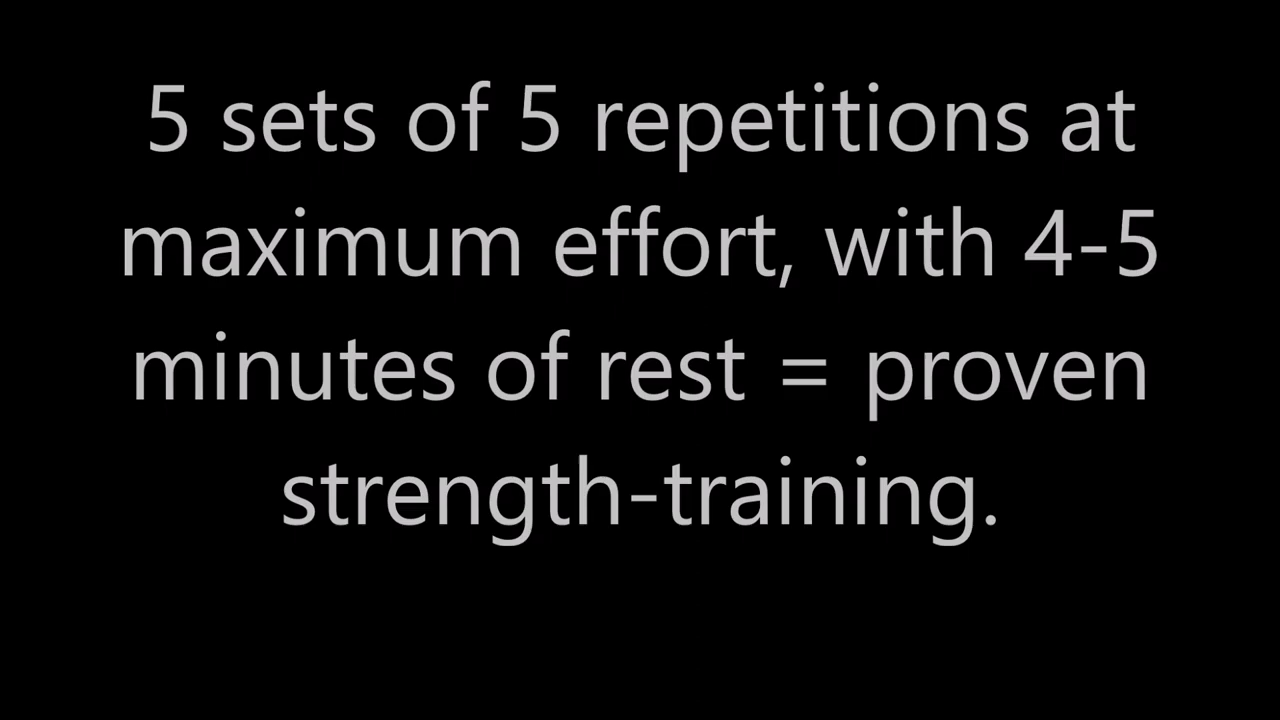 5 sets of 5 repetitions at
maximum effort, with 4-5
minutes of rest = proven
strength-training.